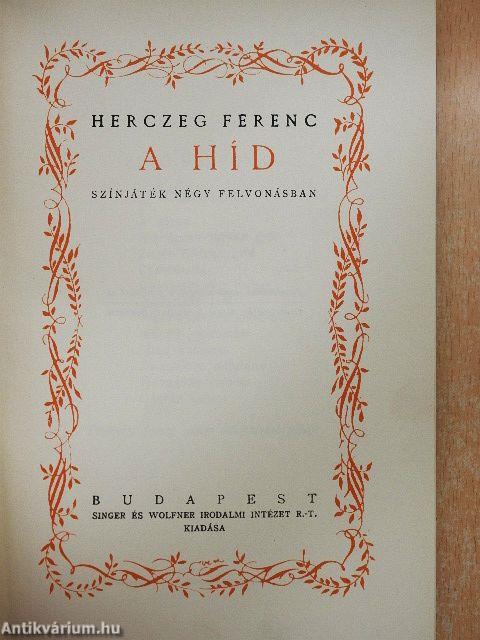 HERCZEG FERENC
A HÍD
SZÍNJÁTÉK NÉGY FELVONÁSBAN
BUDAPEST
SINGER ÉS WOLFNER IRODALMI INTÉZET R.-T.
KIADÁSA
Antikvárium.hu